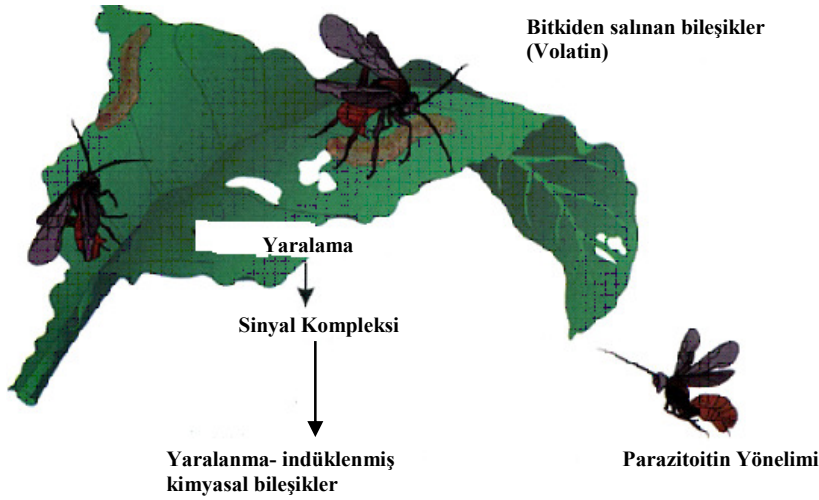 Bitkiden salınan bileşikler
(Volatin)
Yaralama
Sinyal Kompleksi
Yaralanma- indüklenmiş
kimyasal bileşikler
Parazitoitin Yönelimi